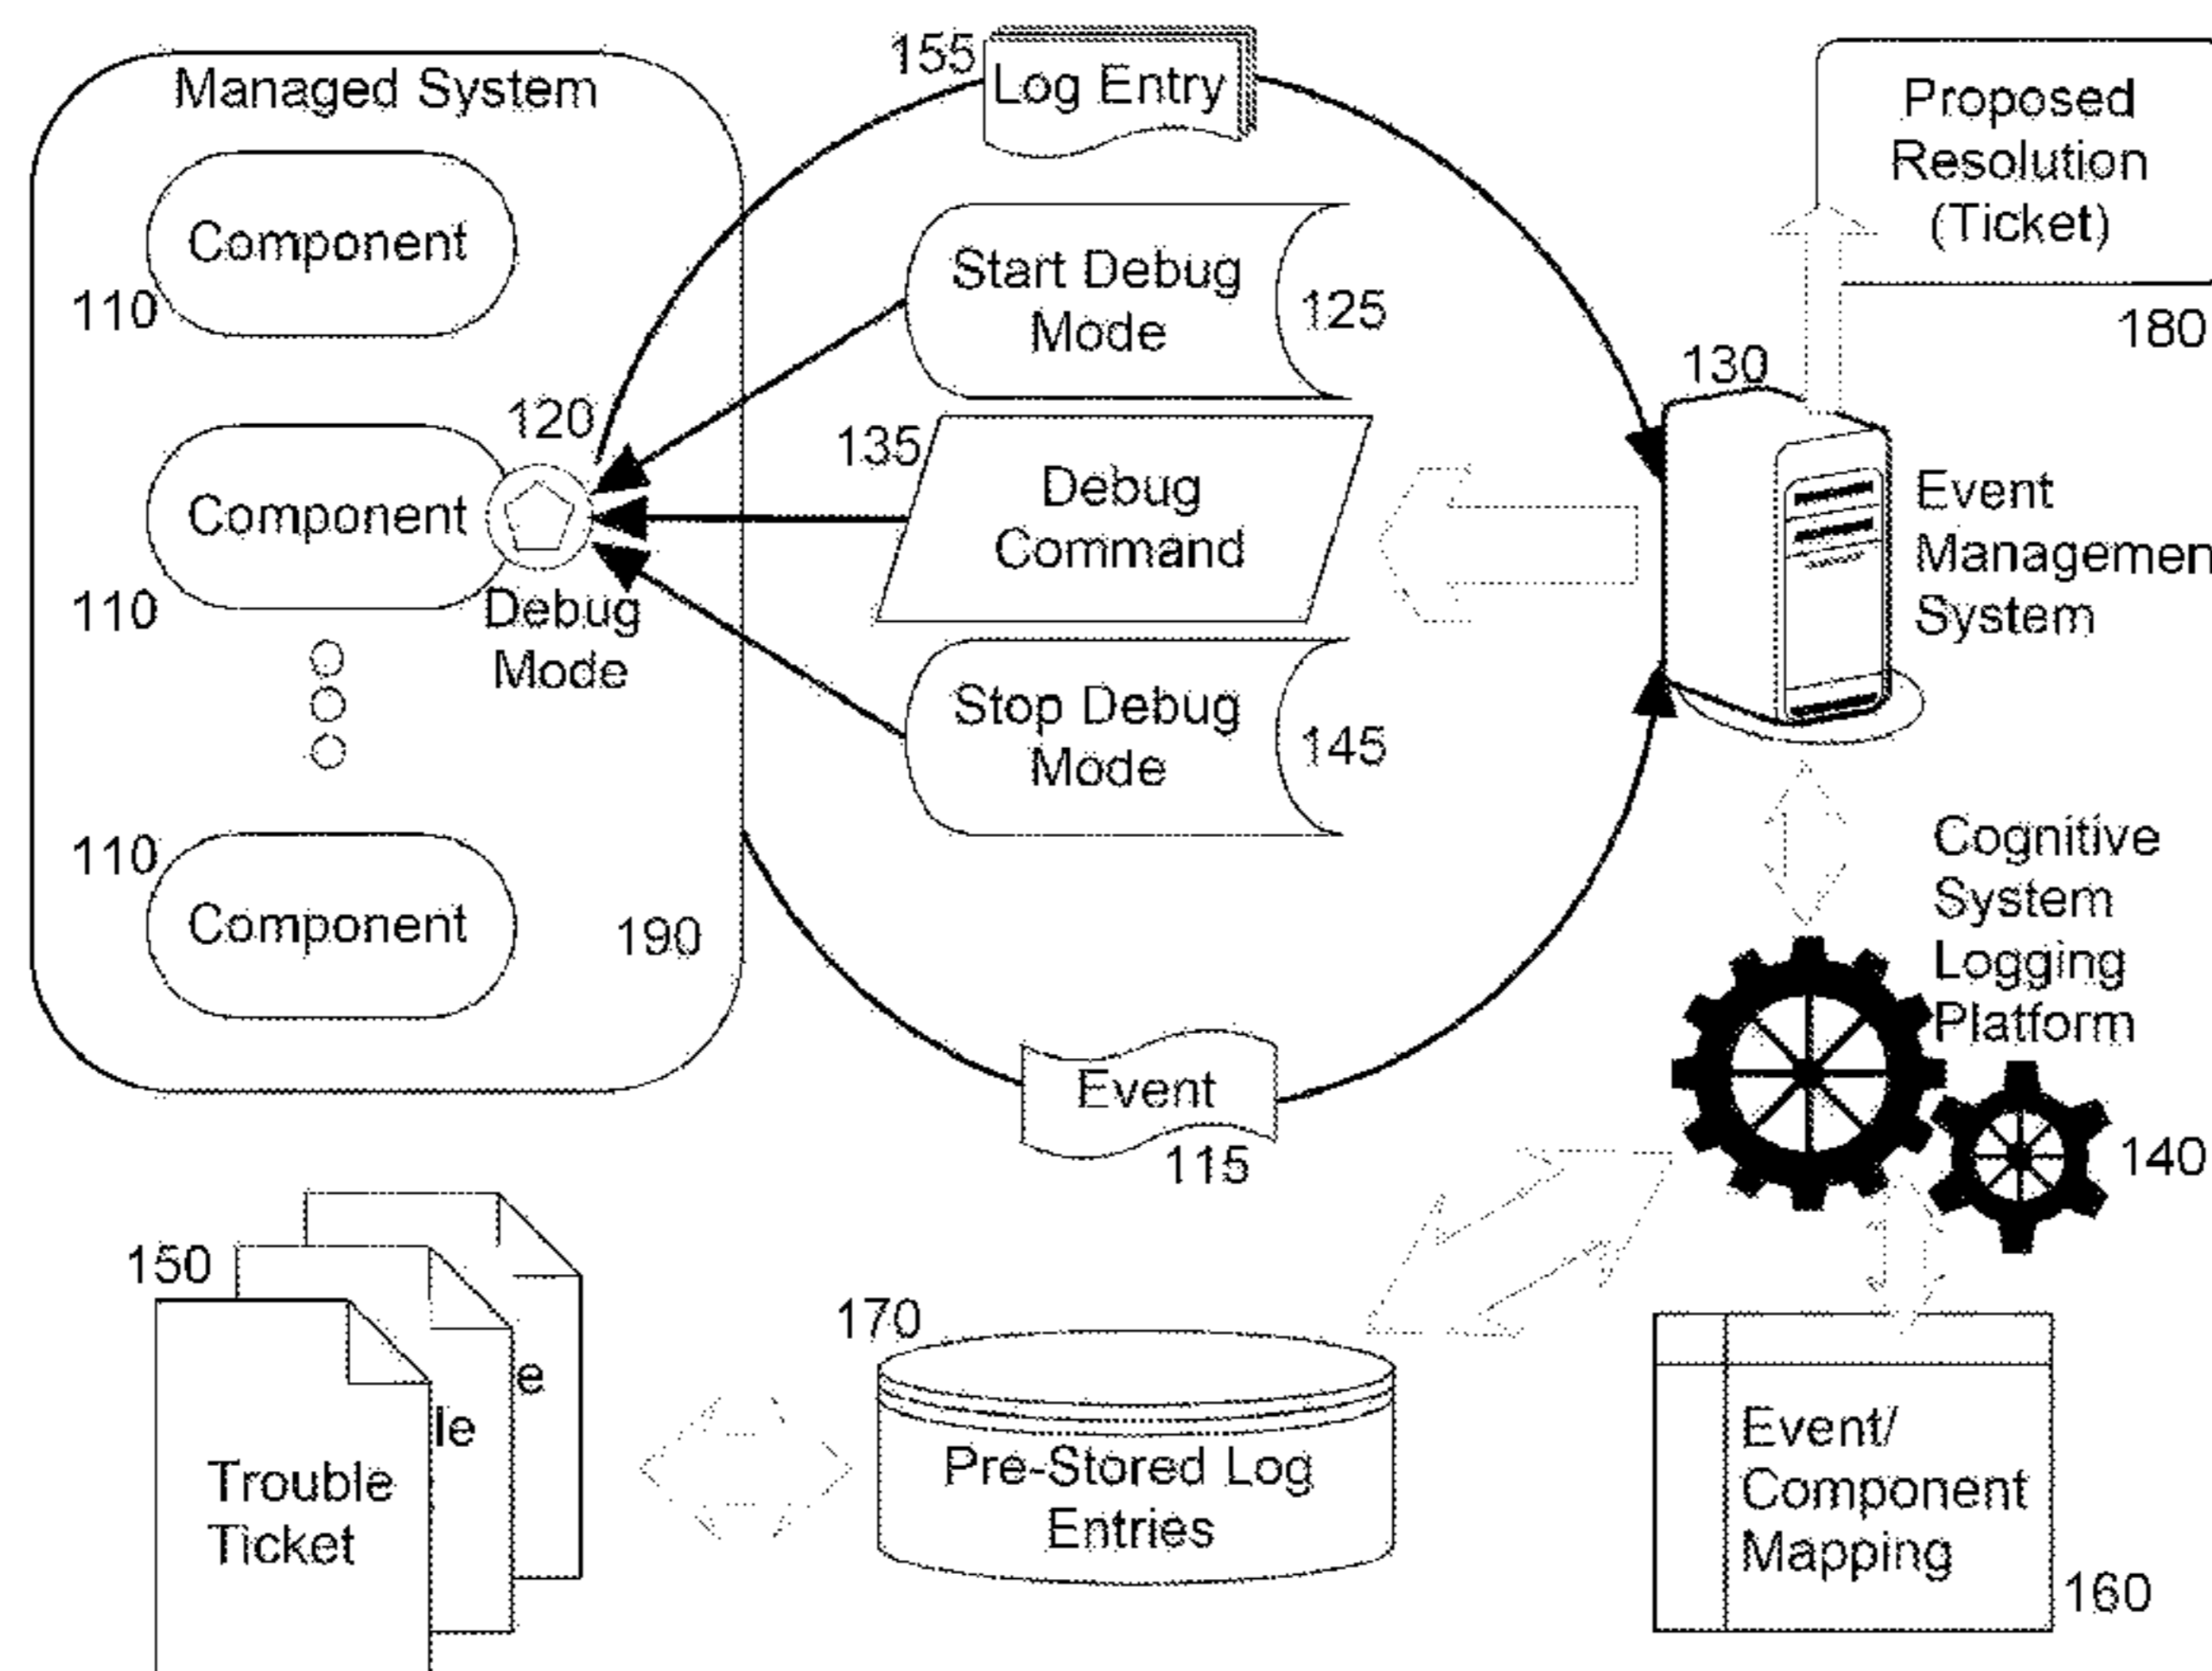 Managed System
Component
110
120
Component
110
Debug
Mode
110
Component
190
155
Log Entry
Start Debug
Mode
125
135
Debug
Command
Stop Debug
Mode
145
Event
115
Proposed
Resolution
(Ticket)
180
130
Event
Managemen
System
Cognitive
System
Logging
Platform
140
150
e
le
Trouble
Ticket
170
Pre-Stored Log
Entries
Event/
Component
Mapping
160